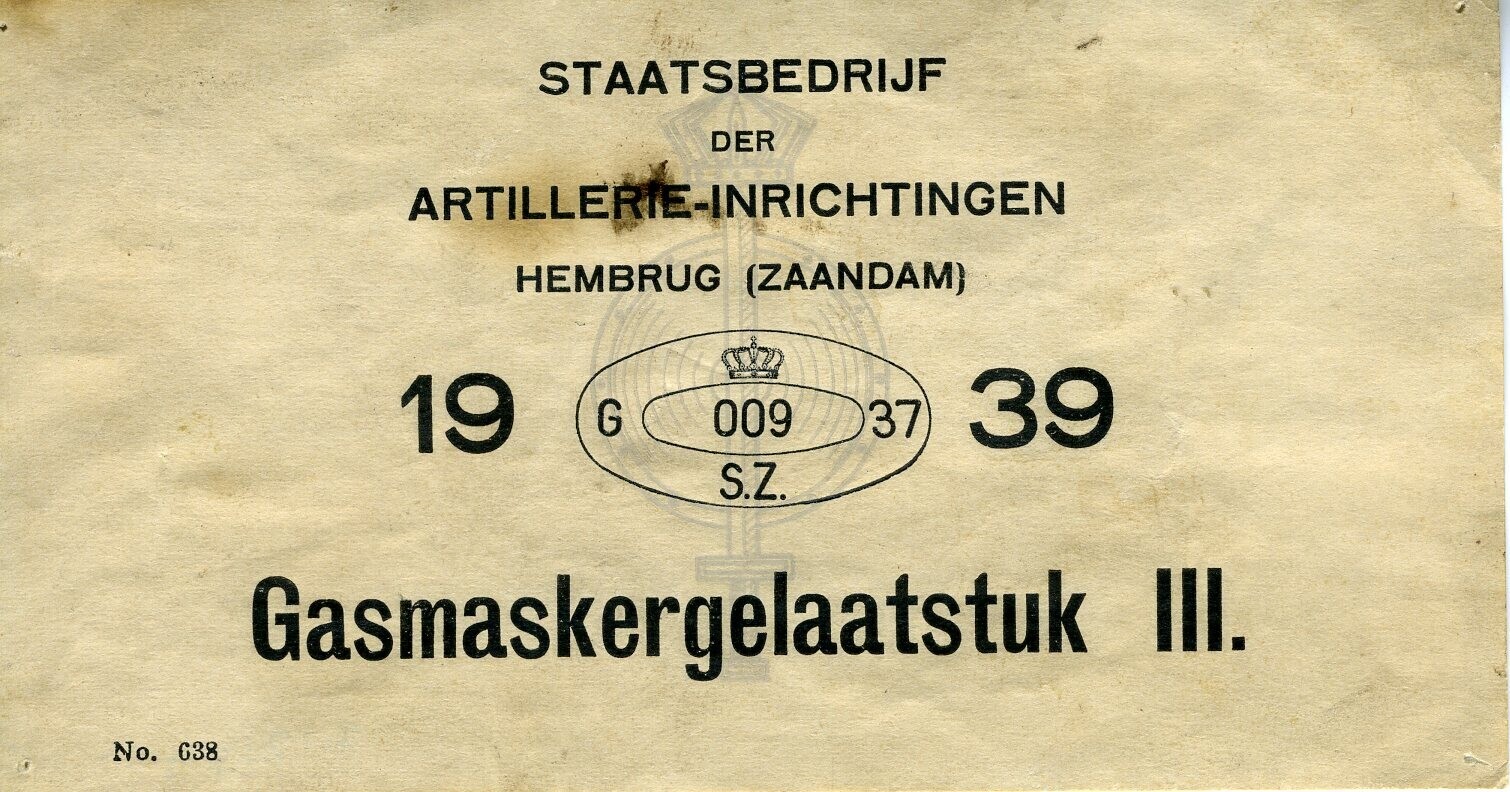 STAATSBEDRIJF
DER
ARTILLERIE-INRICHTINGEN
HEMBRUG (ZAANDAM)
19 G 009 37 39
S.Z.
Gasmaskergelaatstuk III.
No. 638